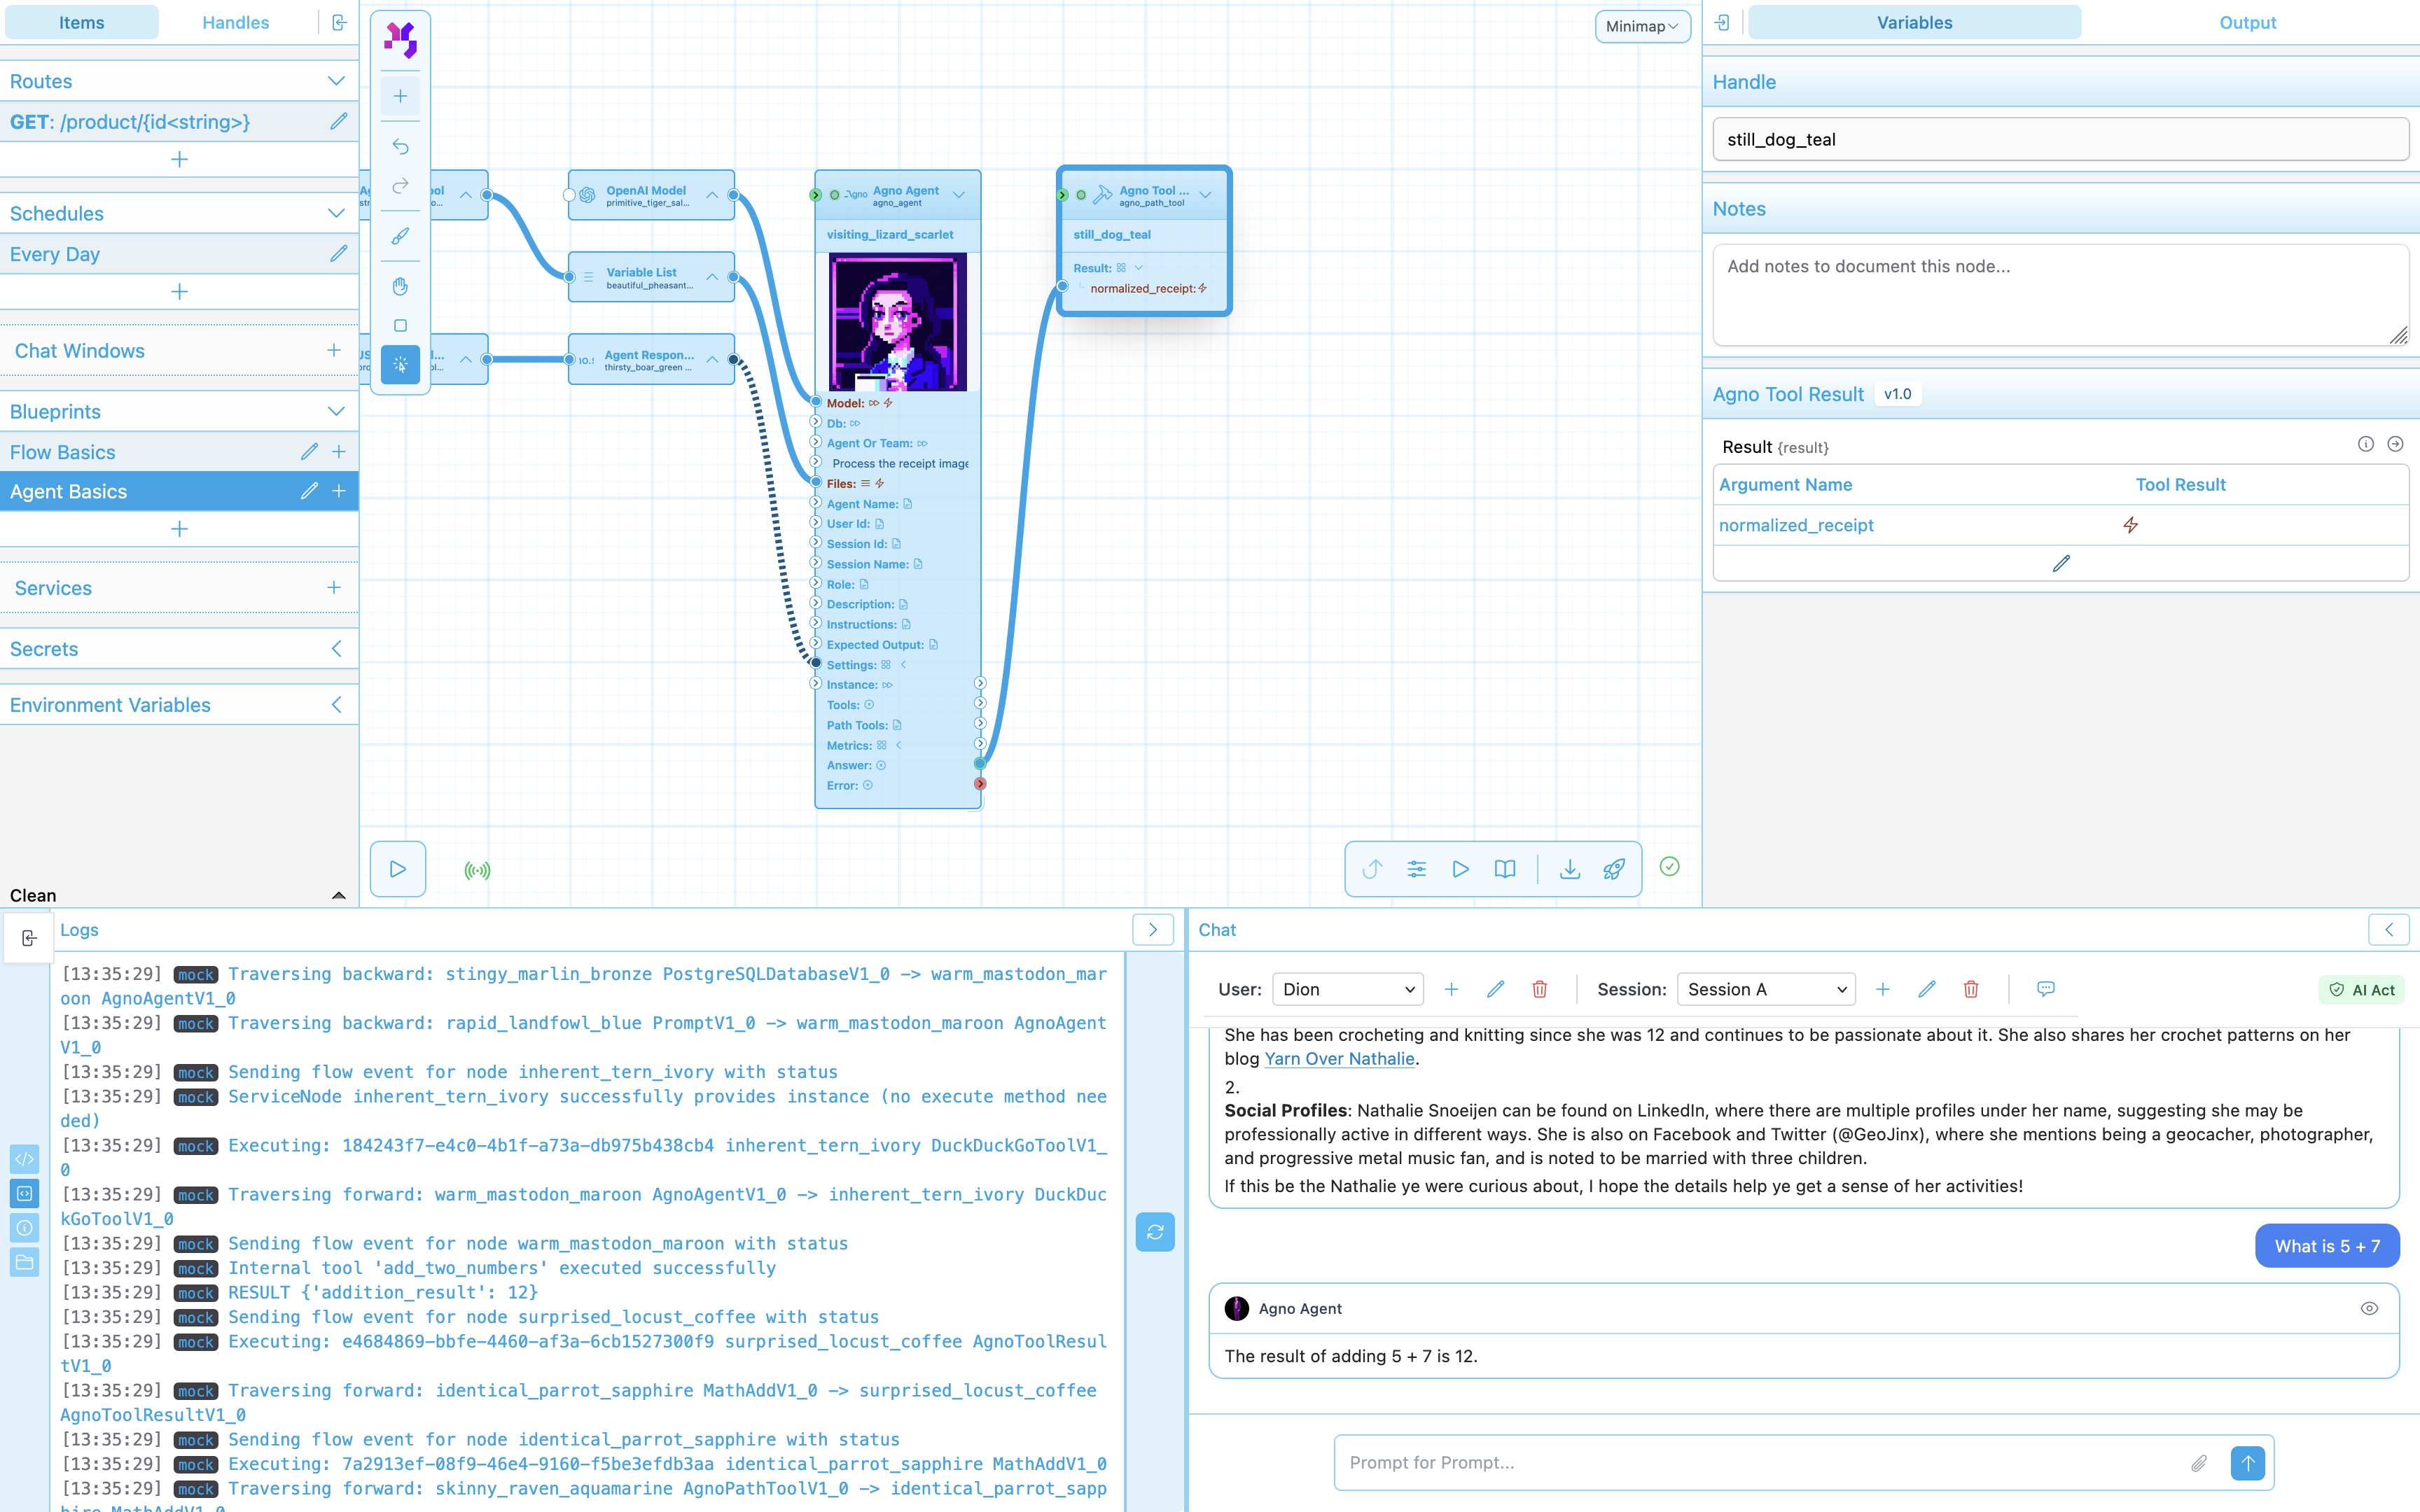 Items
Handles
Routes
GET: /product/{id<string>}
Schedules
Every Day
Chat Windows
Blueprints
Flow Basics
Agent Basics
Services
Secrets
Environment Variables
Clean
Minimap
OpenAI Model
primitive_tiger_sal...
Variable List
beautiful_pheasant...
Agent Respon...
thirsty_boar_green ...
Agno Agent
agno_agent
visiting_lizard_scarlet
Model:
Db:
Agent Or Team:
Process the receipt image
Files:
Agent Name:
User Id:
Session Id:
Session Name:
Role:
Description:
Instructions:
Expected Output:
Settings:
Instance:
Tools:
Path Tools:
Metrics:
Answer:
Error:
Agno Tool ...
agno_path_tool
still_dog_teal
Result:
normalized_receipt:
Variables
Output
Handle
still_dog_teal
Notes
Add notes to document this node...
Agno Tool Result v1.0
Result {result}
Argument Name Tool Result
normalized_receipt
Logs
[13:35:29] mock Traversing backward: stingy_marlin_bronze PostgreSQLDatabaseV1_0 -> warm_mastodon_mar
oon AgnoAgentV1_0
[13:35:29] mock Traversing backward: rapid_landfowl_blue PromptV1_0 -> warm_mastodon_maroon AgnoAgent
V1_0
[13:35:29] mock Sending flow event for node inherent_tern_ivory with status
[13:35:29] mock ServiceNode inherent_tern_ivory successfully provides instance (no execute method nee
ded)
[13:35:29] mock Executing: 184243f7-e4c0-4b1f-a73a-db975b438cb4 inherent_tern_ivory DuckDuckGoToolV1_
0
[13:35:29] mock Traversing forward: warm_mastodon_maroon AgnoAgentV1_0 -> inherent_tern_ivory DuckDuc
kGoToolV1_0
[13:35:29] mock Sending flow event for node warm_mastodon_maroon with status
[13:35:29] mock Internal tool 'add_two_numbers' executed successfully
[13:35:29] mock RESULT {'addition_result': 12}
[13:35:29] mock Sending flow event for node surprised_locust_coffee with status
[13:35:29] mock Executing: e4684869-bbfe-4460-af3a-6cb1527300f9 surprised_locust_coffee AgnoToolResul
tV1_0
[13:35:29] mock Traversing forward: identical_parrot_sapphire MathAddV1_0 -> surprised_locust_coffee
AgnoToolResultV1_0
[13:35:29] mock Sending flow event for node identical_parrot_sapphire with status
[13:35:29] mock Executing: 7a2913ef-08f9-46e4-9160-f5be3efdb3aa identical_parrot_sapphire MathAddV1_0
[13:35:29] mock Traversing forward: skinny_raven_aquamarine AgnoPathToolV1_0 -> identical_parrot_sapp
hire MathAddV1_0
Chat
User: Dion Session: Session A AI Act
She has been crocheting and knitting since she was 12 and continues to be passionate about it. She also shares her crochet patterns on her
blog Yarn Over Nathalie.
2.
Social Profiles: Nathalie Snoeijen can be found on LinkedIn, where there are multiple profiles under her name, suggesting she may be
professionally active in different ways. She is also on Facebook and Twitter (@GeoJinx), where she mentions being a geocacher, photographer,
and progressive metal music fan, and is noted to be married with three children.
If this be the Nathalie ye were curious about, I hope the details help ye get a sense of her activities!
What is 5 + 7
Agno Agent
The result of adding 5 + 7 is 12.
Prompt for Prompt...